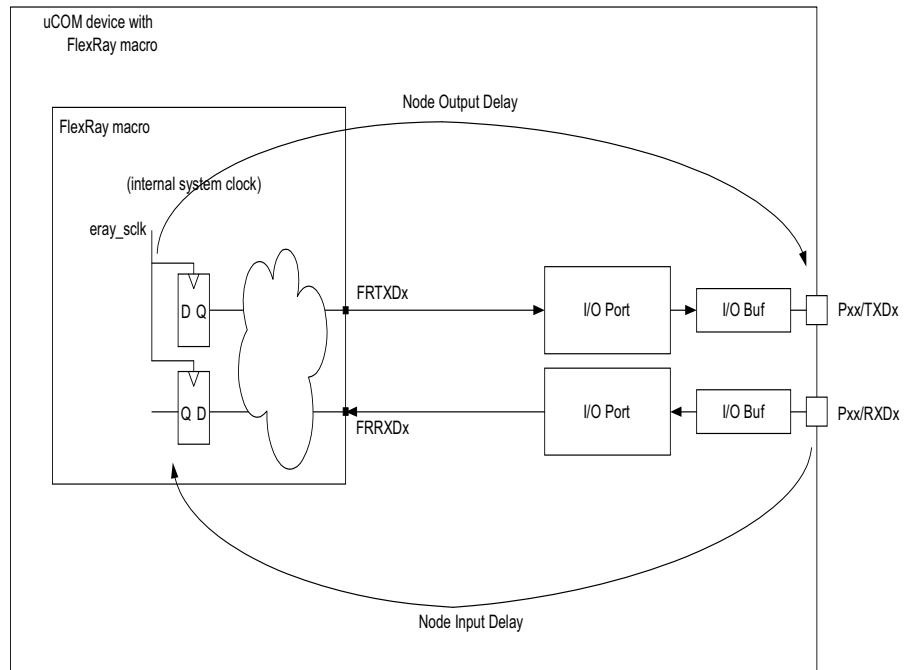 uCOM device with
FlexRay macro
Node Output Delay
FlexRay macro
(internal system clock)
eray_sclk
FRTXDx
I/O Port
I/O Buf
Pxx/TXDx
D Q
I/O Port
I/O Buf
Pxx/RXDx
Q D
FRRXDx
Node Input Delay